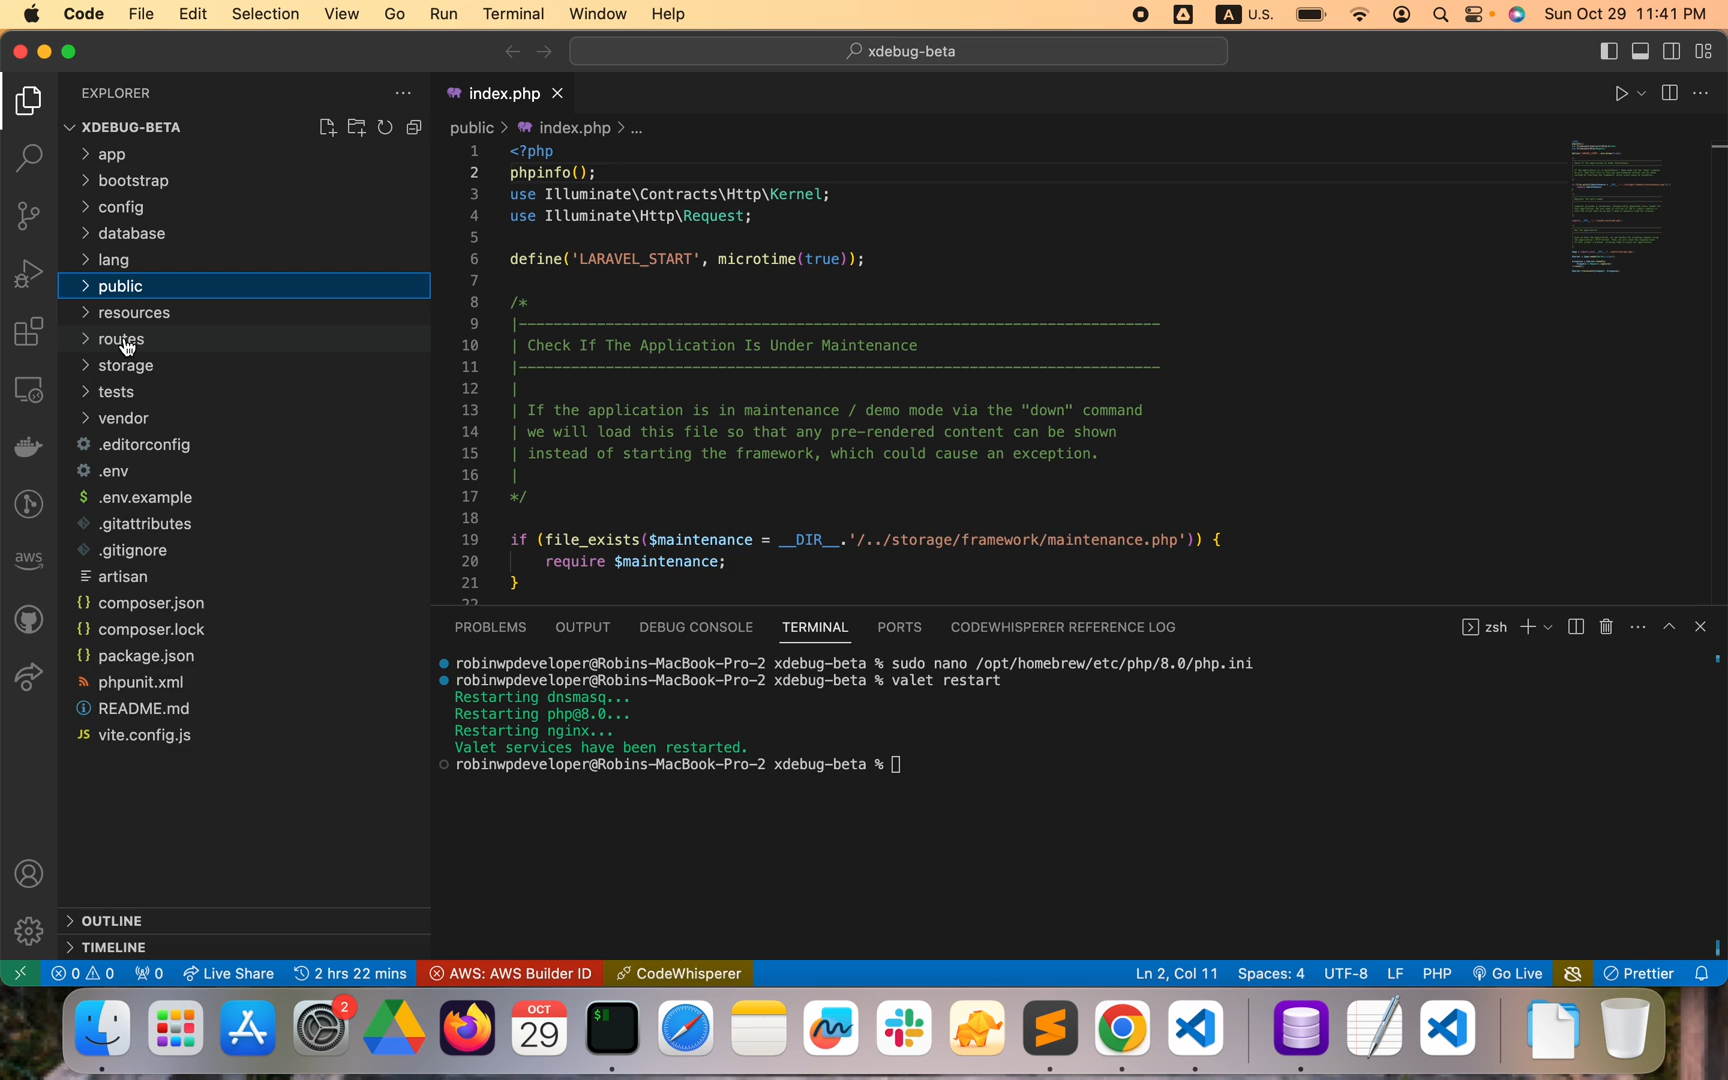 Code File Edit Selection View Go Run Terminal Window Help
A U.S. Sun Oct 29 11:41 PM
xdebug-beta
EXPLORER
XDEBUG-BETA
app
bootstrap
config
database
lang
public
resources
routes
storage
tests
vendor
.editorconfig
.env
$ .env.example
.gitattributes
.gitignore
artisan
{} composer.json
{} composer.lock
{} package.json
phpunit.xml
README.md
JS vite.config.js
OUTLINE
TIMELINE
aws
index.php
public > index.php > ...
1 <?php
2 phpinfo();
3 use Illuminate\Contracts\Http\Kernel;
4 use Illuminate\Http\Request;
5
6 define('LARAVEL_START', microtime(true));
7
8 /*
9 |--------------------------------------------------------------------------
10 | Check If The Application Is Under Maintenance
11 |--------------------------------------------------------------------------
12 |
13 | If the application is in maintenance / demo mode via the "down" command
14 | we will load this file so that any pre-rendered content can be shown
15 | instead of starting the framework, which could cause an exception.
16 |
17 */
18
19 if (file_exists($maintenance = __DIR__.'/../storage/framework/maintenance.php')) {
20 require $maintenance;
21 }
22
PROBLEMS OUTPUT DEBUG CONSOLE TERMINAL PORTS CODEWHISPERER REFERENCE LOG
zsh
robinwpdeveloper@Robins-MacBook-Pro-2 xdebug-beta % sudo nano /opt/homebrew/etc/php/8.0/php.ini
robinwpdeveloper@Robins-MacBook-Pro-2 xdebug-beta % valet restart
Restarting dnsmasq...
Restarting php@8.0...
Restarting nginx...
Valet services have been restarted.
robinwpdeveloper@Robins-MacBook-Pro-2 xdebug-beta %
0 0 0 Live Share 2 hrs 22 mins AWS: AWS Builder ID CodeWhisperer
Ln 2, Col 11 Spaces: 4 UTF-8 LF PHP Go Live Prettier
2
OCT
29
$